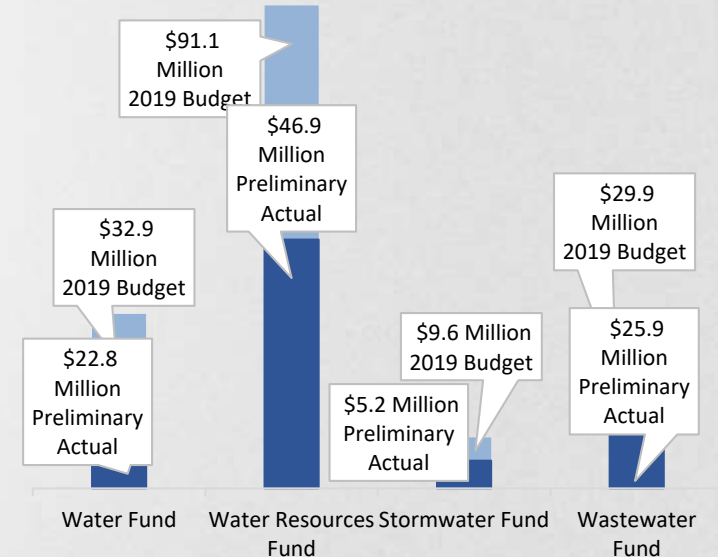 $91.1
Million
2019 Budget
$46.9
Million
Preliminary
Actual
$32.9
Million
2019 Budget
$22.8
Million
Preliminary
Actual
$29.9
Million
2019 Budget
$9.6 Million
2019 Budget
$5.2 Million
Preliminary
Actual
$25.9
Million
Preliminary
Actual
Water Fund
Water Resources
Fund
Stormwater Fund
Wastewater
Fund